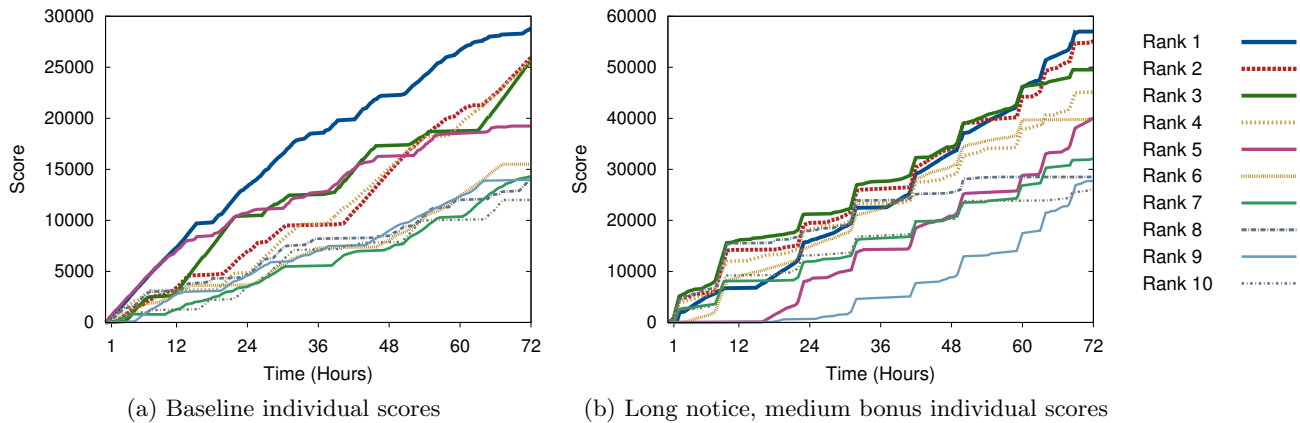 30000
25000
20000
15000
10000
5000
0
Score
1 12 24 36 48 60 72
Time (Hours)
(a) Baseline individual scores
60000
50000
40000
30000
20000
10000
0
Score
1 12 24 36 48 60 72
Time (Hours)
(b) Long notice, medium bonus individual scores
Rank 1
Rank 2
Rank 3
Rank 4
Rank 5
Rank 6
Rank 7
Rank 8
Rank 9
Rank 10